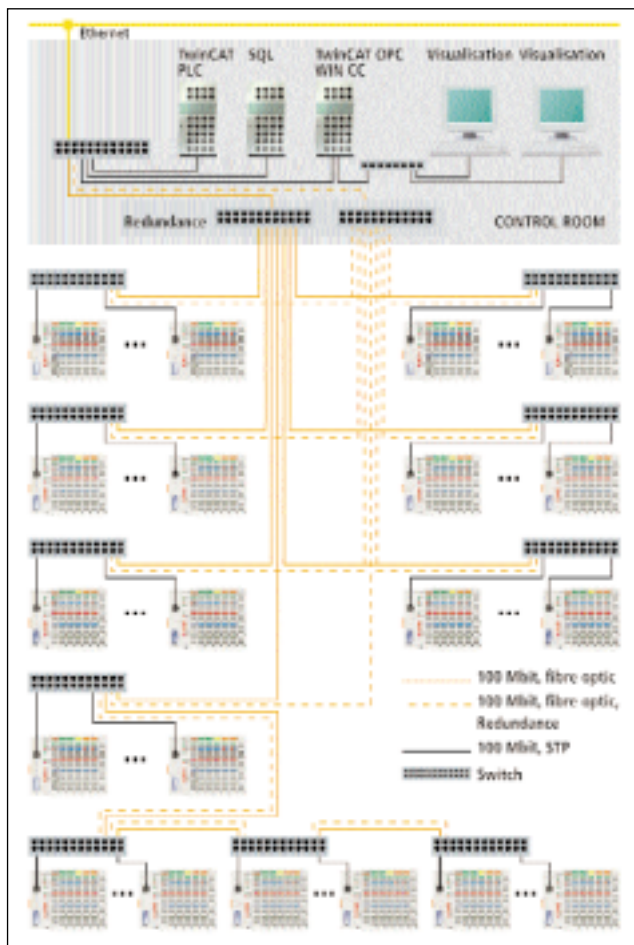 Ethernet
TwinCAT PLC
SQL
TwinCAT OPC
WIN CC
Visualisation
Visualisation
Redundance
CONTROL ROOM
100 Mbit, fibre optic
100 Mbit, fibre optic,
Redundance
100 Mbit, STP
Switch